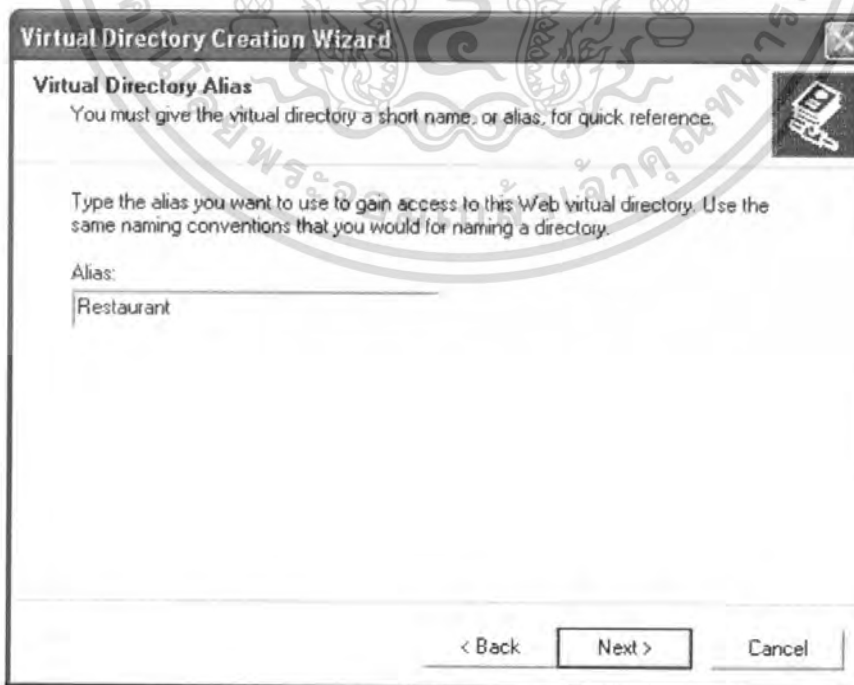 Virtual Directory Creation Wizard
Virtual Directory Alias
You must give the virtual directory a short name, or alias, for quick reference.
Type the alias you want to use to gain access to this Web virtual directory. Use the
same naming conventions that you would for naming a directory.
Alias:
Restaurant
< Back Next > Cancel